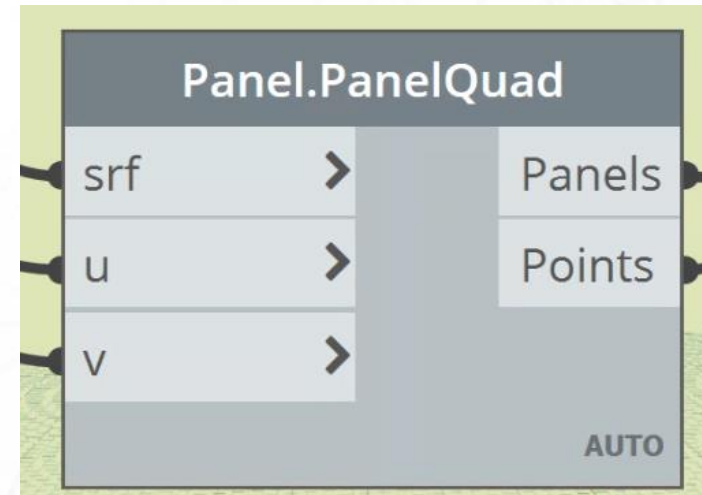 Panel.PanelQuad
srf > Panels
u > Points
v >
AUTO